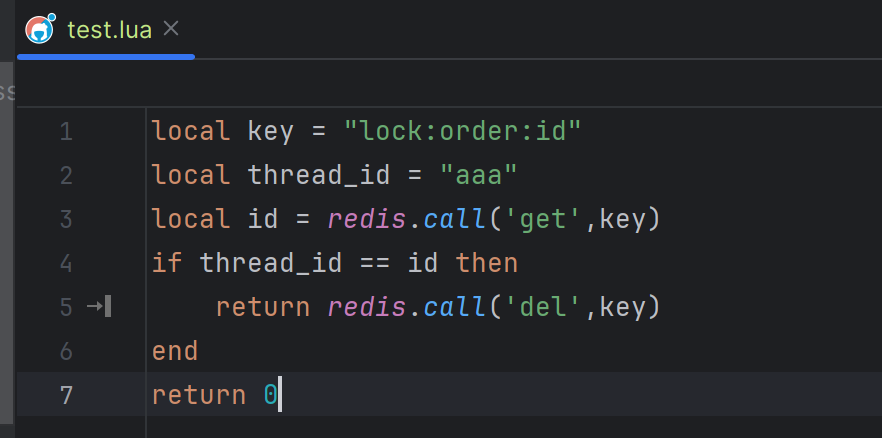 test.lua
ss
1 local key = "lock:order:id"
2 local thread_id = "aaa"
3 local id = redis.call('get',key)
4 if thread_id == id then
5     return redis.call('del',key)
6 end
7 return 0